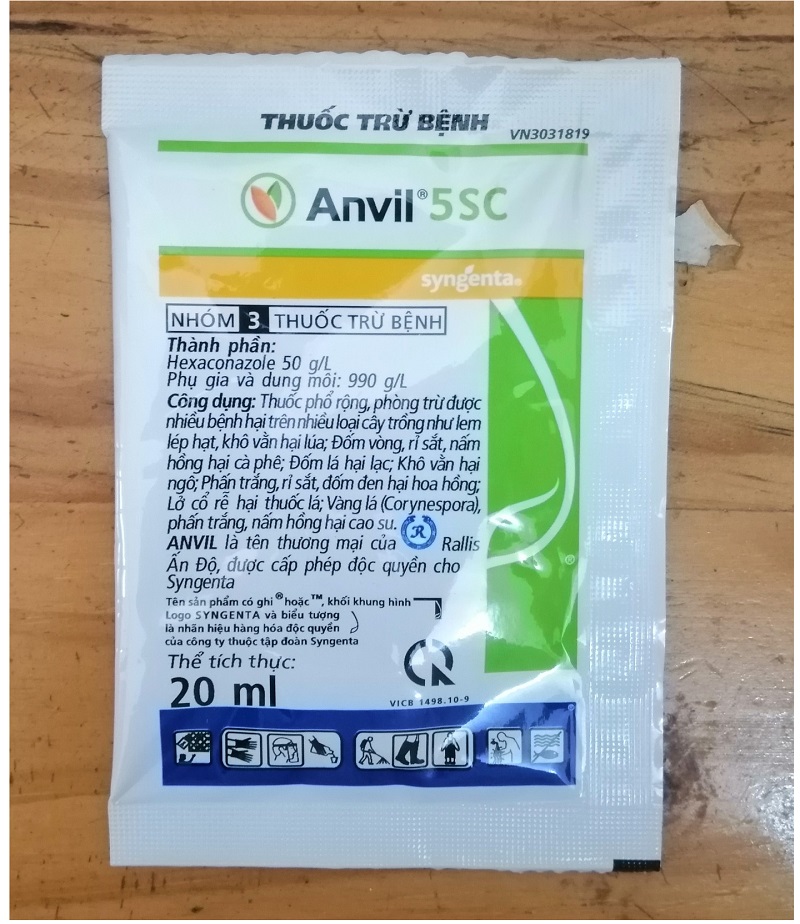 THUỐC TRỪ BỆNH
VN3031819
Anvil® 5SC
syngenta®
NHÓM 3 THUỐC TRỪ BỆNH
Thành phần:
Hexaconazole 50 g/L
Phụ gia và dung môi: 990 g/L
Công dụng: Thuốc phổ rộng, phòng trừ được
nhiều bệnh hại trên nhiều loại cây trồng như lem
lép hạt, khô vằn hại lúa; Đốm vòng, rỉ sắt, nấm
hồng hại cà phê; Đốm lá hại lạc; Khô vằn hại
ngô; Phấn trắng, rỉ sắt, đốm đen hại hoa hồng;
Lở cổ rễ hại thuốc lá; Vàng lá (Corynespora),
phấn trắng, nấm hồng hại cao su.
ANVIL là tên thương mại của R Rallis
Ấn Độ, được cấp phép độc quyền cho
Syngenta
Tên sản phẩm có ghi ® hoặc ™, khối khung hình
Logo SYNGENTA và biểu tượng
là nhãn hiệu hàng hóa độc quyền
của công ty thuộc tập đoàn Syngenta
Thể tích thực:
20 ml
VICB 1498.10-9